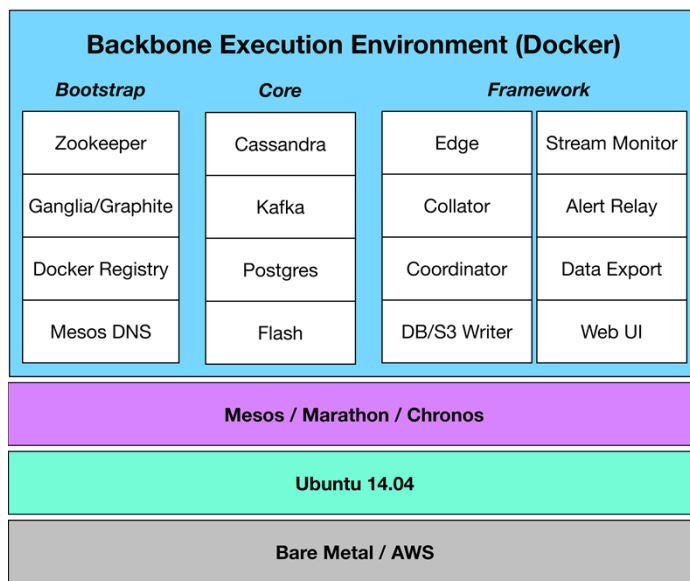 Backbone Execution Environment (Docker)
Bootstrap
Core
Framework
Zookeeper
Ganglia/Graphite
Docker Registry
Mesos DNS
Cassandra
Kafka
Postgres
Flash
Edge
Collator
Coordinator
DB/S3 Writer
Stream Monitor
Alert Relay
Data Export
Web UI
Mesos / Marathon / Chronos
Ubuntu 14.04
Bare Metal / AWS